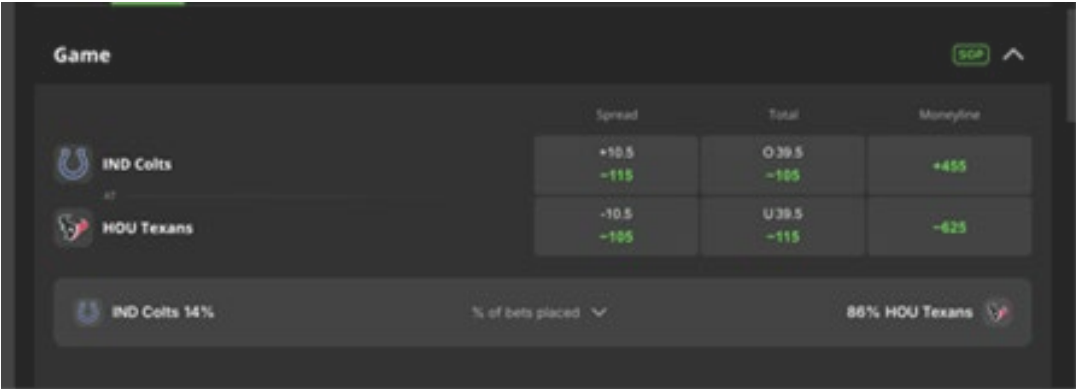 Game
SGP
Spread Total Moneyline
IND Colts
+10.5 O 39.5
-115 -105 +455
AT
HOU Texans
-10.5 U 39.5
-105 -115 -625
IND Colts 14% % of bets placed 86% HOU Texans